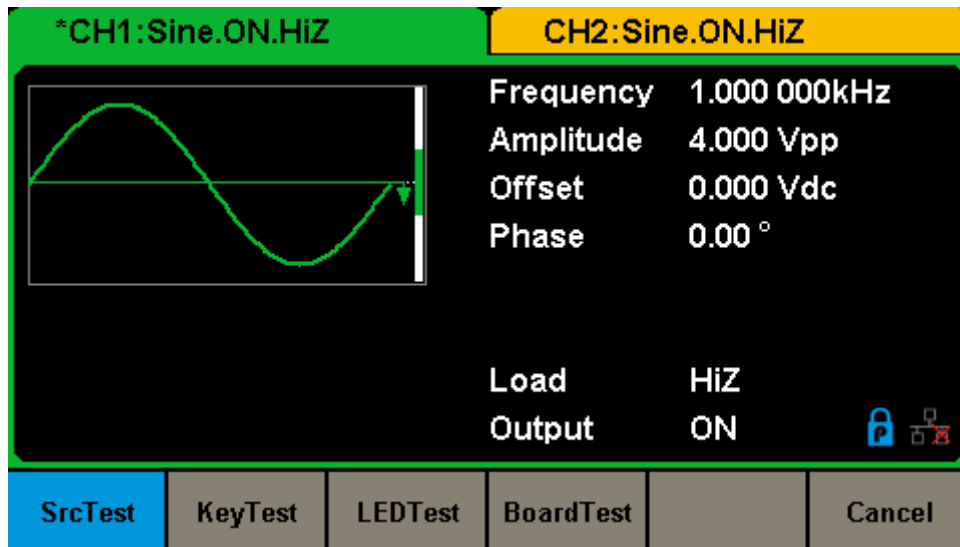 *CH1:Sine.ON.HiZ
CH2:Sine.ON.HiZ
Frequency 1.000 000kHz
Amplitude 4.000 Vpp
Offset 0.000 Vdc
Phase 0.00 °
Load HiZ
Output ON
P
SrcTest KeyTest LEDTest BoardTest Cancel